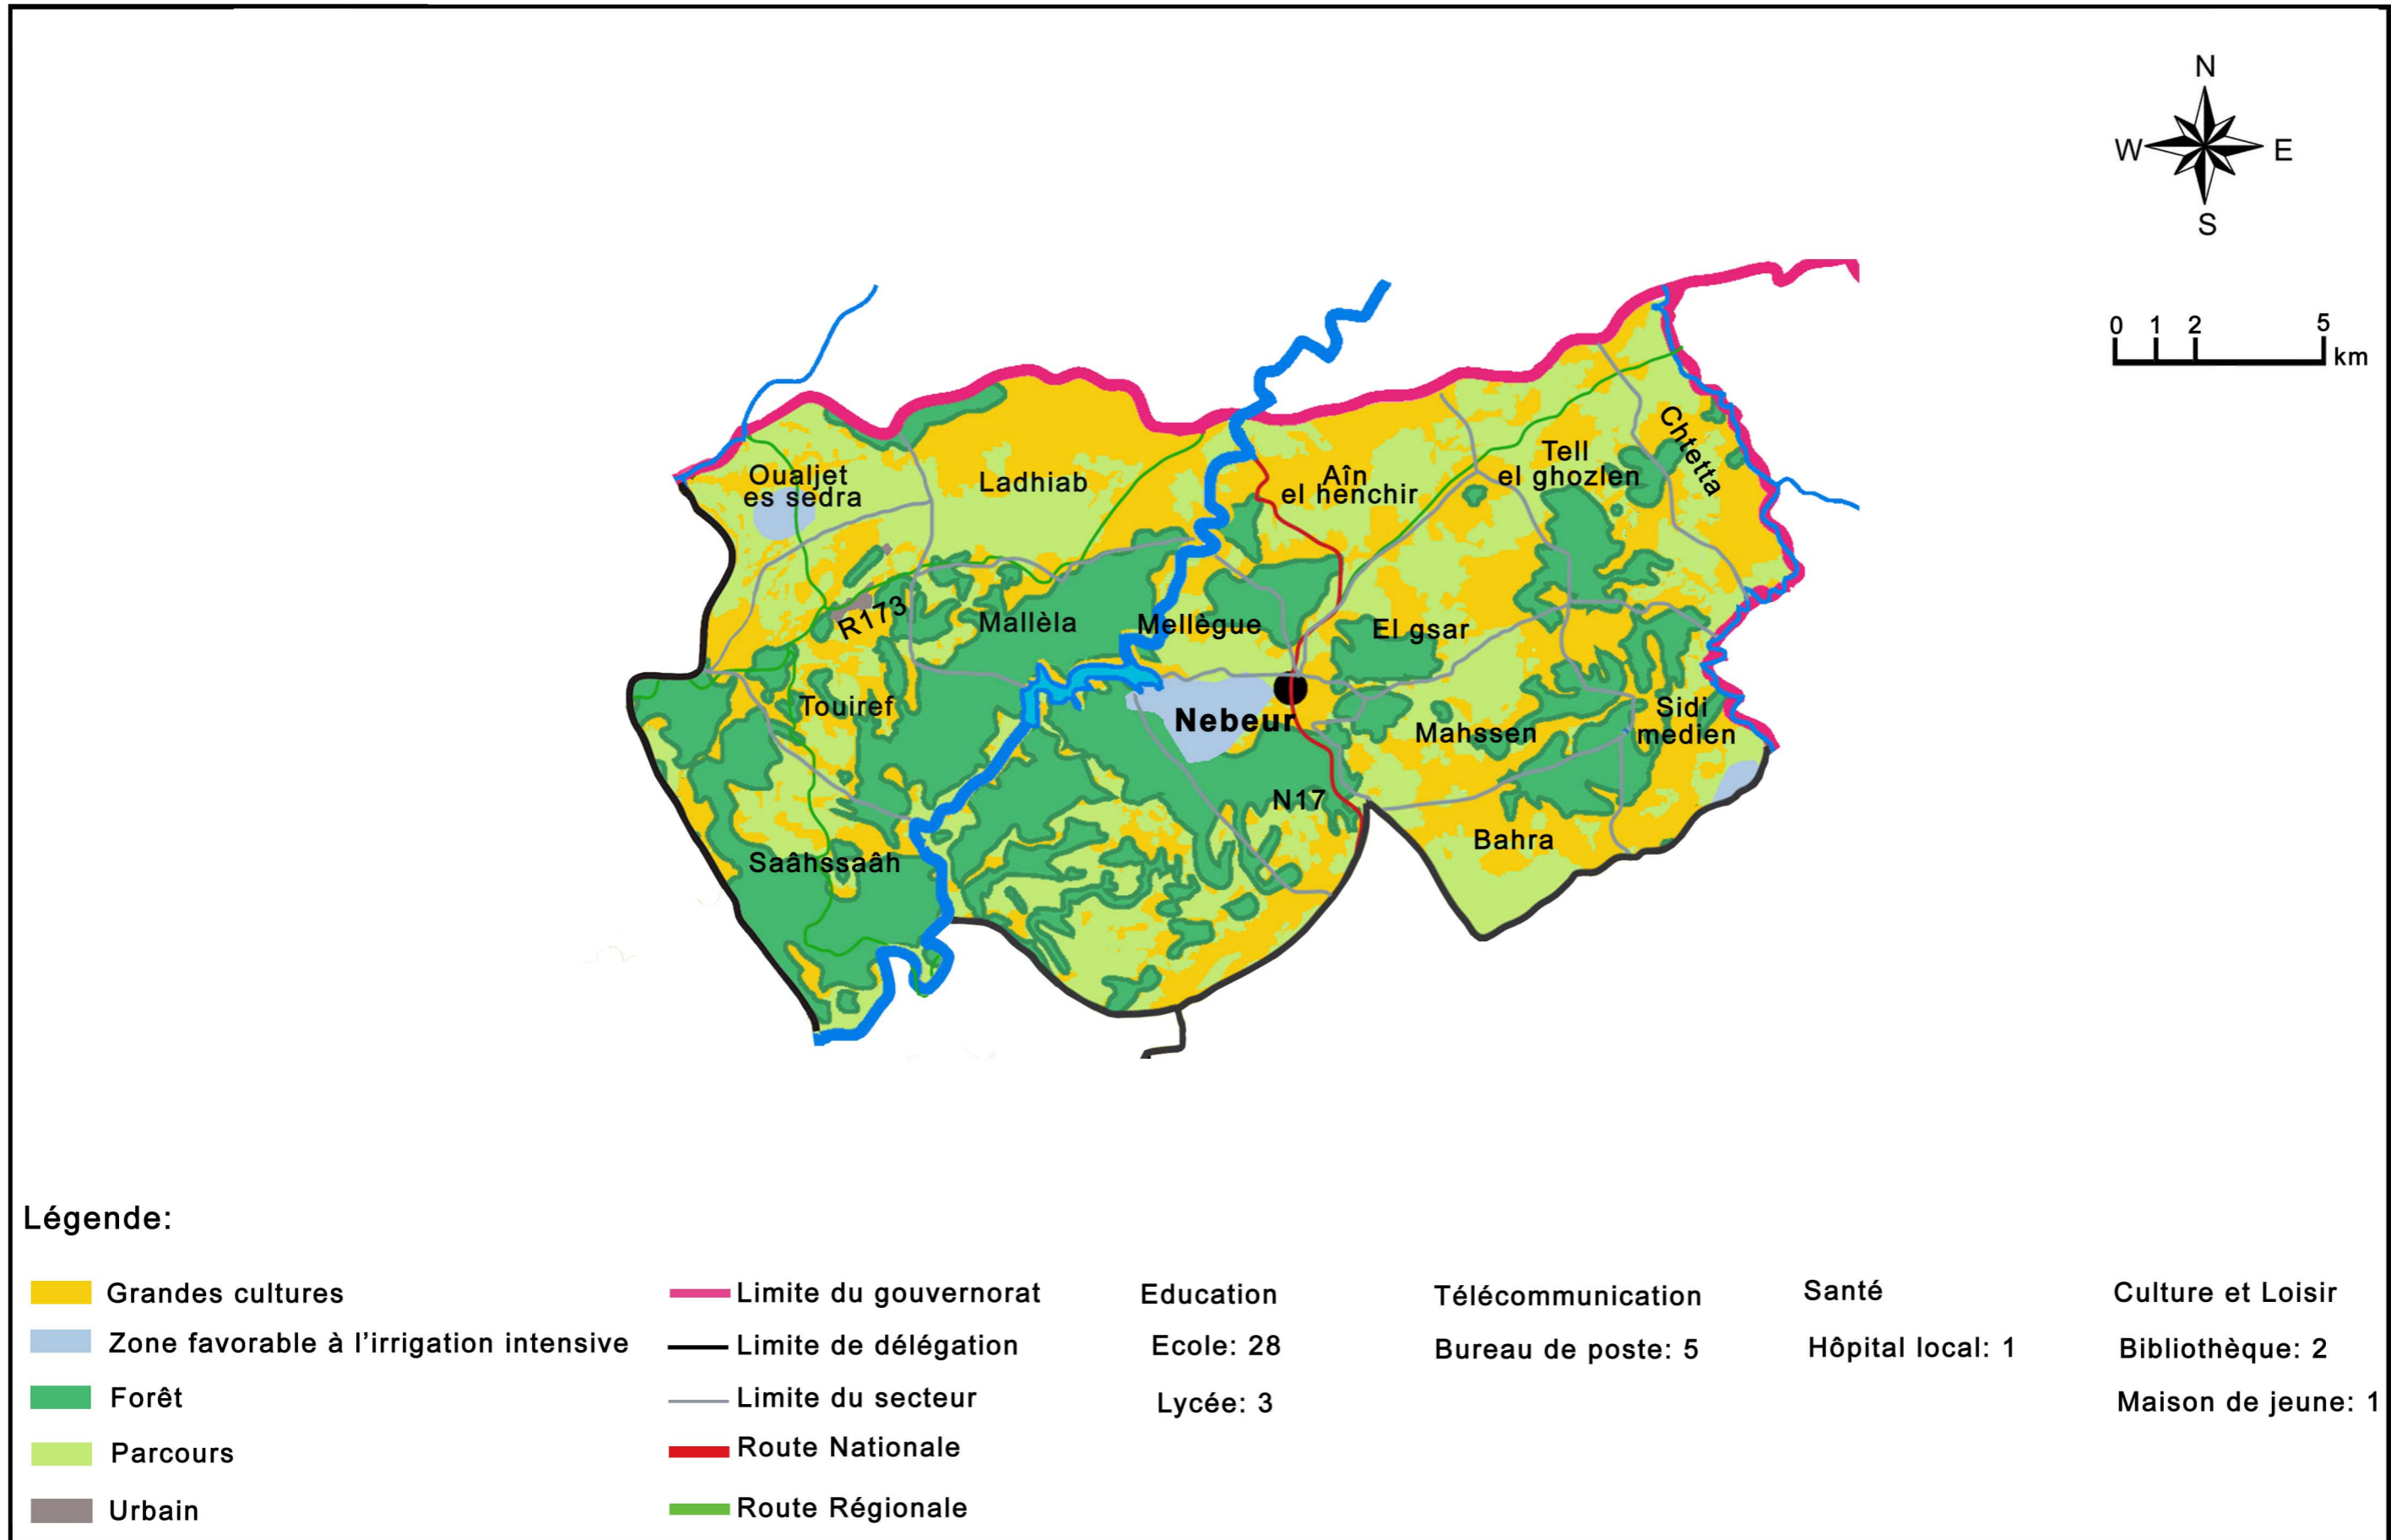 N
W
E
S
0 1 2 5
km
Oualjet
es sedra
Ladhiab
Aîn
el henchir
Tell
el ghozlen
Chtetta
R173
Mallèla
Mellègue
El gsar
Touiref
Nebeur
Mahssen
Sidi
medien
N17
Bahra
Saâhssaâh
Légende:
Grandes cultures
Zone favorable à l'irrigation intensive
Forêt
Parcours
Urbain
Limite du gouvernorat
Limite de délégation
Limite du secteur
Route Nationale
Route Régionale
Education
Ecole: 28
Lycée: 3
Télécommunication
Bureau de poste: 5
Santé
Hôpital local: 1
Culture et Loisir
Bibliothèque: 2
Maison de jeune: 1